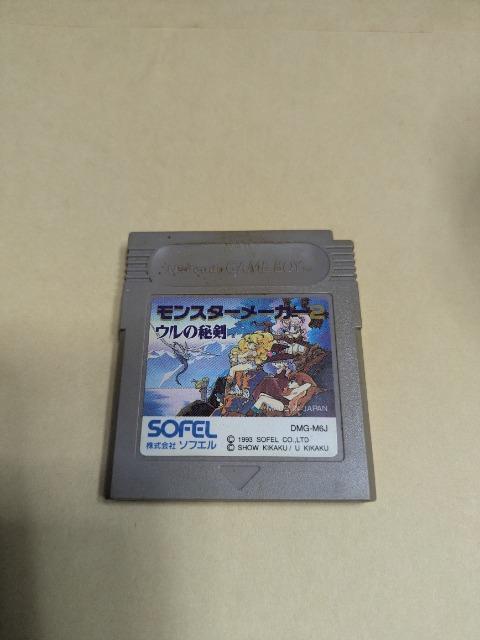 Nintendo GAME BOY
モンスターメーカー2
ウルの秘剣
JAPAN
DMG-M6J
SOFEL
株式会社 ソフエル
© 1993 SOFEL CO.,LTD
© SHOW KIKAKU / U KIKAKU